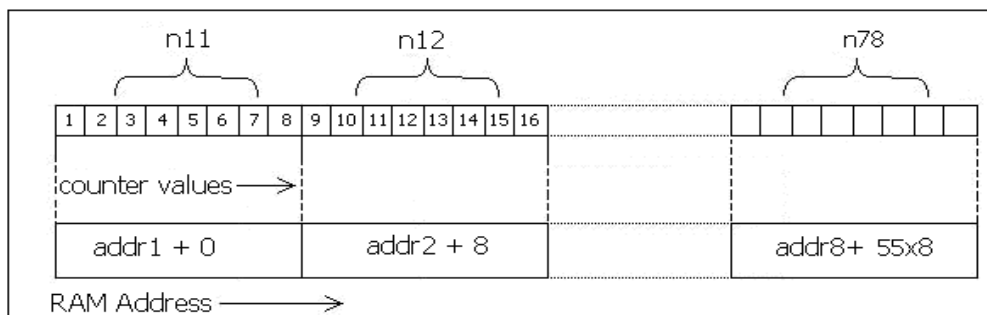 n11 n12 n78
1 2 3 4 5 6 7 8 9 10 11 12 13 14 15 16
counter values
addr1 + 0 addr2 + 8 addr8+ 55x8
RAM Address